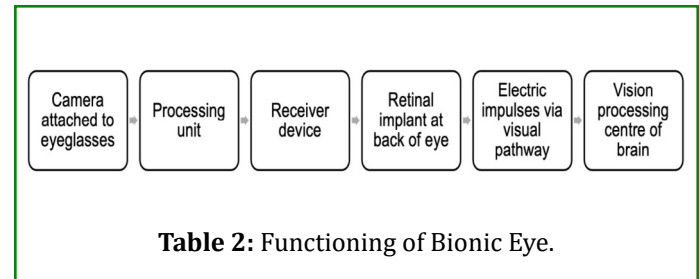 Camera
attached to
eyeglasses
Processing
unit
Receiver
device
Retinal
implant at
back of eye
Electric
impulses via
visual
pathway
Vision
processing
centre of
brain
Table 2: Functioning of Bionic Eye.